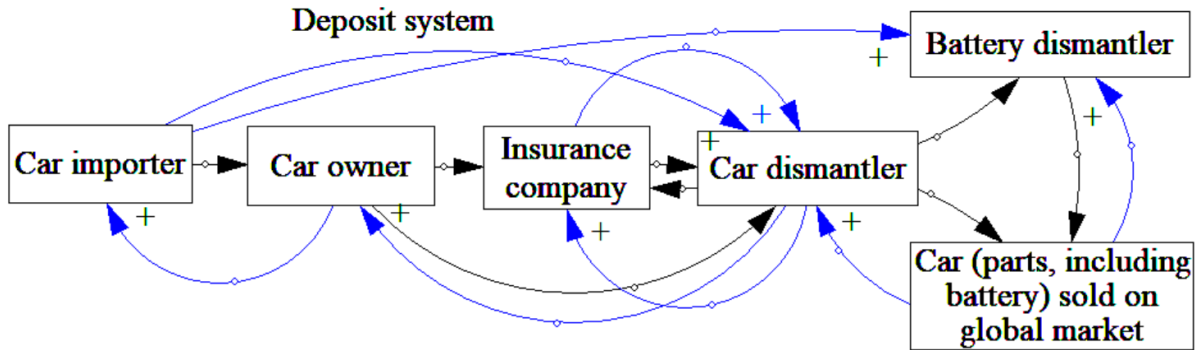 Deposit system
Battery dismantler
+
+
+
+
Car importer
Car owner
Insurance
company
Car dismantler
+
+
+
+
Car (parts, including
battery) sold on
global market